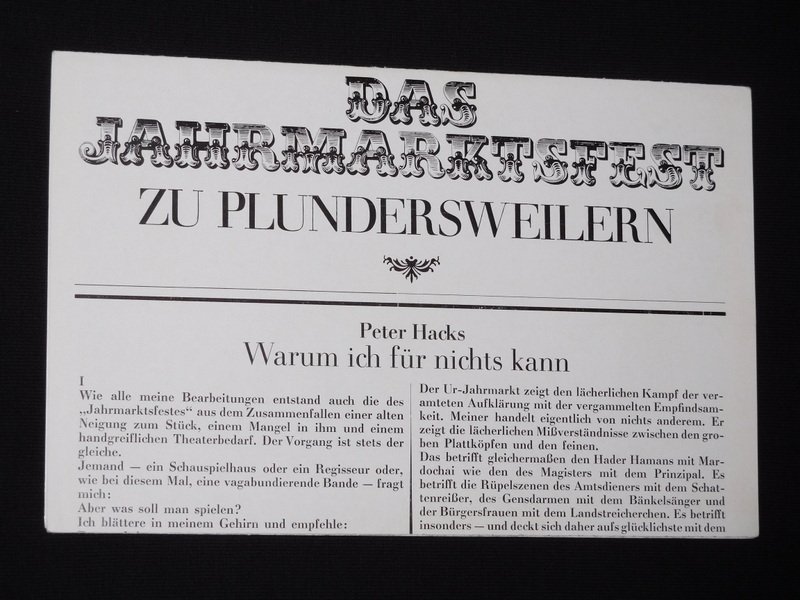 DAS
JAHRMARKTSFEST
ZU PLUNDERSWEILERN
Peter Hacks
Warum ich für nichts kann
I
Wie alle meine Bearbeitungen entstand auch die des
„Jahrmarktsfestes“ aus dem Zusammenfallen einer alten
Neigung zum Stück, einem Mangel in ihm und einem
handgreiflichen Theaterbedarf. Der Vorgang ist stets der
gleiche.
Jemand — ein Schauspielhaus oder ein Regisseur oder,
wie bei diesem Mal, eine vagabundierende Bande — fragt
mich:
Aber was soll man spielen?
Ich blättere in meinem Gehirn und empfehle:
Der Ur-Jahrmarkt zeigt den lächerlichen Kampf der ver-
amteten Aufklärung mit der vergammelten Empfindsam-
keit. Meiner handelt eigentlich von nichts anderem. Er
zeigt die lächerlichen Mißverständnisse zwischen den gro-
ben Plattköpfen und den feinen.
Das betrifft gleichermaßen den Hader Hamans mit Mar-
dochai wie den des Magisters mit dem Prinzipal. Es
betrifft die Rüpelszenen des Amtsdieners mit dem Schat-
tenreißer, des Gensdarmen mit dem Bänkelsänger und
der Bürgersfrauen mit dem Landstreicherchen. Es betrifft
insonders — und deckt sich daher aufs glücklichste mit dem